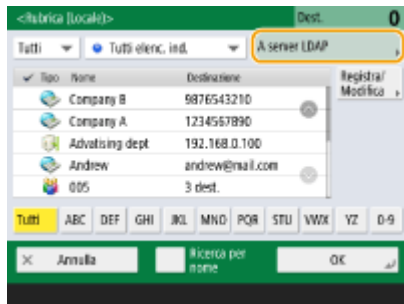 <Rubrica (Locale)> Dest. 0
Tutti Tutti elenc. ind. A server LDAP
Tipo Nome Destinazione Registra/
Modifica
Company B 9876543210
Company A 1234567890
Advatising dept 192.168.0.100
Andrew andrew@mail.com
005 3 dest.
Tutti ABC DEF GHI JKL MNO PQR STU VWX YZ 0-9
Annulla Ricerca per
nome OK